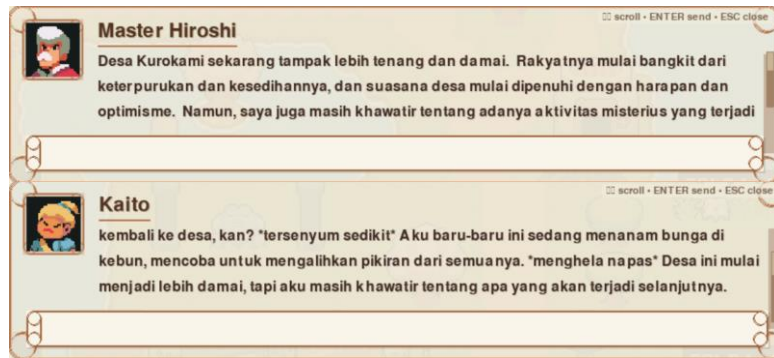 scroll • ENTER send • ESC close
Master Hiroshi
Desa Kurokami sekarang tampak lebih tenang dan damai. Rakyatnya mulai bangkit dari
keterpurukan dan kesedihannya, dan suasana desa mulai dipenuhi dengan harapan dan
optimisme. Namun, saya juga masih khawatir tentang adanya aktivitas misterius yang terjadi
scroll • ENTER send • ESC close
Kaito
kembali ke desa, kan? *tersenyum sedikit* Aku baru-baru ini sedang menanam bunga di
kebun, mencoba untuk mengalihkan pikiran dari semuanya. *menghela napas* Desa ini mulai
menjadi lebih damai, tapi aku masih khawatir tentang apa yang akan terjadi selanjutnya.